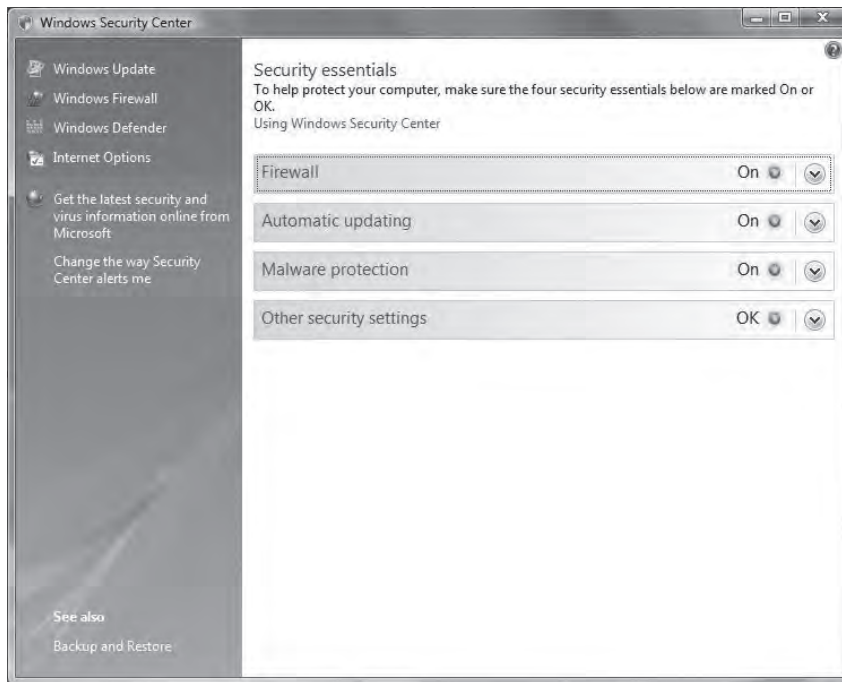 Windows Security Center
Windows Update
Windows Firewall
Windows Defender
Internet Options
Get the latest security and
virus information online from
Microsoft
Change the way Security
Center alerts me
See also
Backup and Restore
Security essentials
To help protect your computer, make sure the four security essentials below are marked On or
OK.
Using Windows Security Center
Firewall On
Automatic updating On
Malware protection On
Other security settings OK